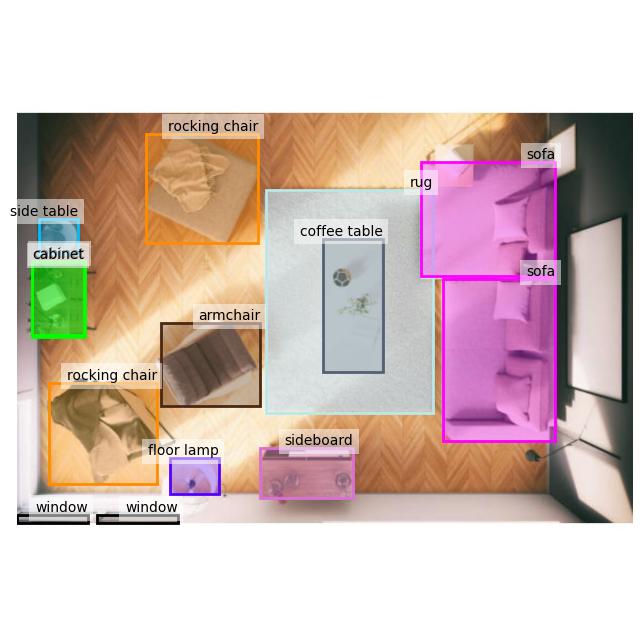 rocking chair
sofa
rug
side table
coffee table
cabinet
sofa
armchair
rocking chair
sideboard
floor lamp
window
window